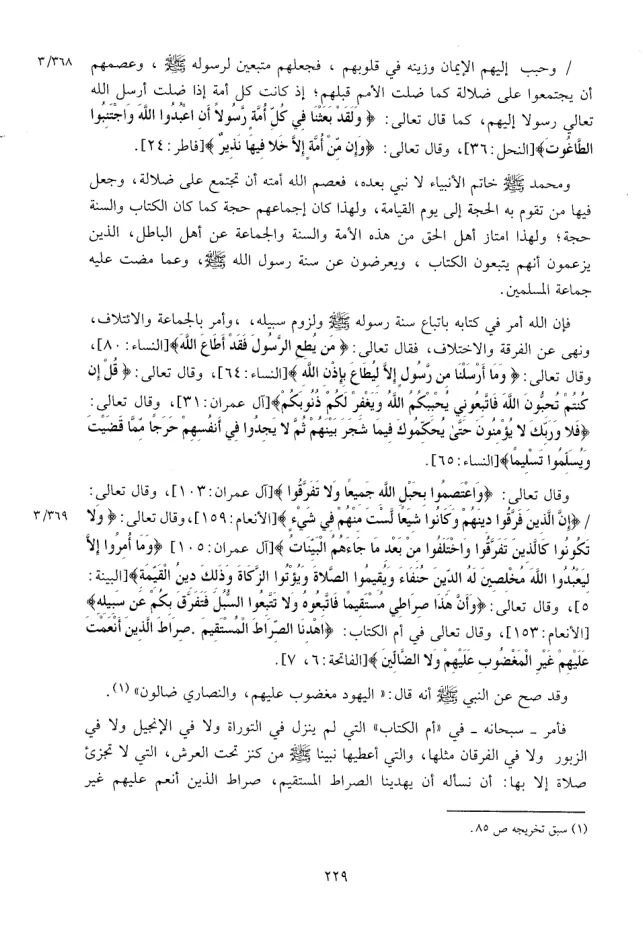 ٣/٣٦٨ / وحبب إليهم الإيمان وزينه في قلوبهم ، فجعلهم متبعين لرسوله ﷺ ، وعصمهم
أن يجتمعوا على ضلالة كما ضلت الأمم قبلهم؛ إذ كانت كل أمة إذا ضلت أرسل الله
تعالي رسولا إليهم، كما قال تعالى: ﴿ وَلَقَدْ بَعَثْنَا فِي كُلِّ أُمَّةٍ رَّسُولاً أَنِ اعْبُدُوا اللَّهَ وَاجْتَنِبُوا
الطَّاغُوتَ﴾[النحل:٣٦]، وقال تعالى: ﴿وَإِن مِّنْ أُمَّةٍ إِلاَّ خَلا فِيهَا نَذِيرٌ ﴾[فاطر:٢٤].
ومحمد ﷺ خاتم الأنبياء لا نبي بعده، فعصم الله أمته أن تجتمع على ضلالة، وجعل
فيها من تقوم به الحجة إلى يوم القيامة، ولهذا كان إجماعهم حجة كما كان الكتاب والسنة
حجة؛ ولهذا امتاز أهل الحق من هذه الأمة والسنة والجماعة عن أهل الباطل، الذين
يزعمون أنهم يتبعون الكتاب ، ويعرضون عن سنة رسول الله ﷺ، وعما مضت عليه
جماعة المسلمين.
فإن الله أمر في كتابه باتباع سنة رسوله ﷺ ولزوم سبيله، ،وأمر بالجماعة والائتلاف،
ونهى عن الفرقة والاختلاف، فقال تعالى:﴿ مَن يُطِعِ الرَّسُولَ فَقَدْ أَطَاعَ اللَّهَ﴾[النساء:٨٠]،
وقال تعالى:﴿ وَمَا أَرْسَلْنَا مِن رَّسُولٍ إِلاَّ لِيُطَاعَ بِإِذْنِ اللَّهِ ﴾[النساء:٦٤]، وقال تعالى:﴿ قُلْ إِن
كُنتُمْ تُحِبُّونَ اللَّهَ فَاتَّبِعُونِي يُحْبِبْكُمُ اللَّهُ وَيَغْفِرْ لَكُمْ ذُنُوبَكُمْ﴾[آل عمران:٣١]، وقال تعالى:
﴿فَلا وَرَبِّكَ لا يُؤْمِنُونَ حَتَّىٰ يُحَكِّمُوكَ فِيمَا شَجَرَ بَيْنَهُمْ ثُمَّ لا يَجِدُوا فِي أَنفُسِهِمْ حَرَجًا مِّمَّا قَضَيْتَ
وَيُسَلِّمُوا تَسْلِيمًا﴾[النساء:٦٥].
وقال تعالى: ﴿وَاعْتَصِمُوا بِحَبْلِ اللَّهِ جَمِيعًا وَلا تَفَرَّقُوا ﴾[آل عمران:١٠٣]، وقال تعالى:
٣/٣٦٩ / ﴿إِنَّ الَّذِينَ فَرَّقُوا دِينَهُمْ وَكَانُوا شِيَعًا لَّسْتَ مِنْهُمْ فِي شَيْءٍ ﴾[الأنعام:١٥٩]،وقال تعالى:﴿ وَلا
تَكُونُوا كَالَّذِينَ تَفَرَّقُوا وَاخْتَلَفُوا مِن بَعْدِ مَا جَاءَهُمُ الْبَيِّنَاتُ ﴾[آل عمران:١٠٥] ﴿وَمَا أُمِرُوا إِلاَّ
لِيَعْبُدُوا اللَّهَ مُخْلِصِينَ لَهُ الدِّينَ حُنَفَاءَ وَيُقِيمُوا الصَّلاةَ وَيُؤْتُوا الزَّكَاةَ وَذَلِكَ دِينُ الْقَيِّمَةِ﴾[البينة:
٥]، وقال تعالى: ﴿وَأَنَّ هَذَا صِرَاطِي مُسْتَقِيمًا فَاتَّبِعُوهُ وَلا تَتَّبِعُوا السُّبُلَ فَتَفَرَّقَ بِكُمْ عَن سَبِيلِهِ﴾
[الأنعام:١٥٣]، وقال تعالى في أم الكتاب: ﴿اهْدِنَا الصِّرَاطَ الْمُسْتَقِيمَ .صِرَاطَ الَّذِينَ أَنْعَمْتَ
عَلَيْهِمْ غَيْرِ الْمَغْضُوبِ عَلَيْهِمْ وَلا الضَّالِّينَ ﴾[الفاتحة:٦، ٧].
وقد صح عن النبي ﷺ أنه قال:« اليهود مغضوب عليهم، والنصاري ضالون» (١).
فأمر ـ سبحانه ـ في «أم الكتاب» التي لم ينزل في التوراة ولا في الإنجيل ولا في
الزبور ولا في الفرقان مثلها، والتي أعطيها نبينا ﷺ من كنز تحت العرش، التي لا تجزئ
صلاة إلا بها: أن نسأله أن يهدينا الصراط المستقيم، صراط الذين أنعم عليهم غير
(١) سبق تخريجه ص ٨٥.
٢٢٩